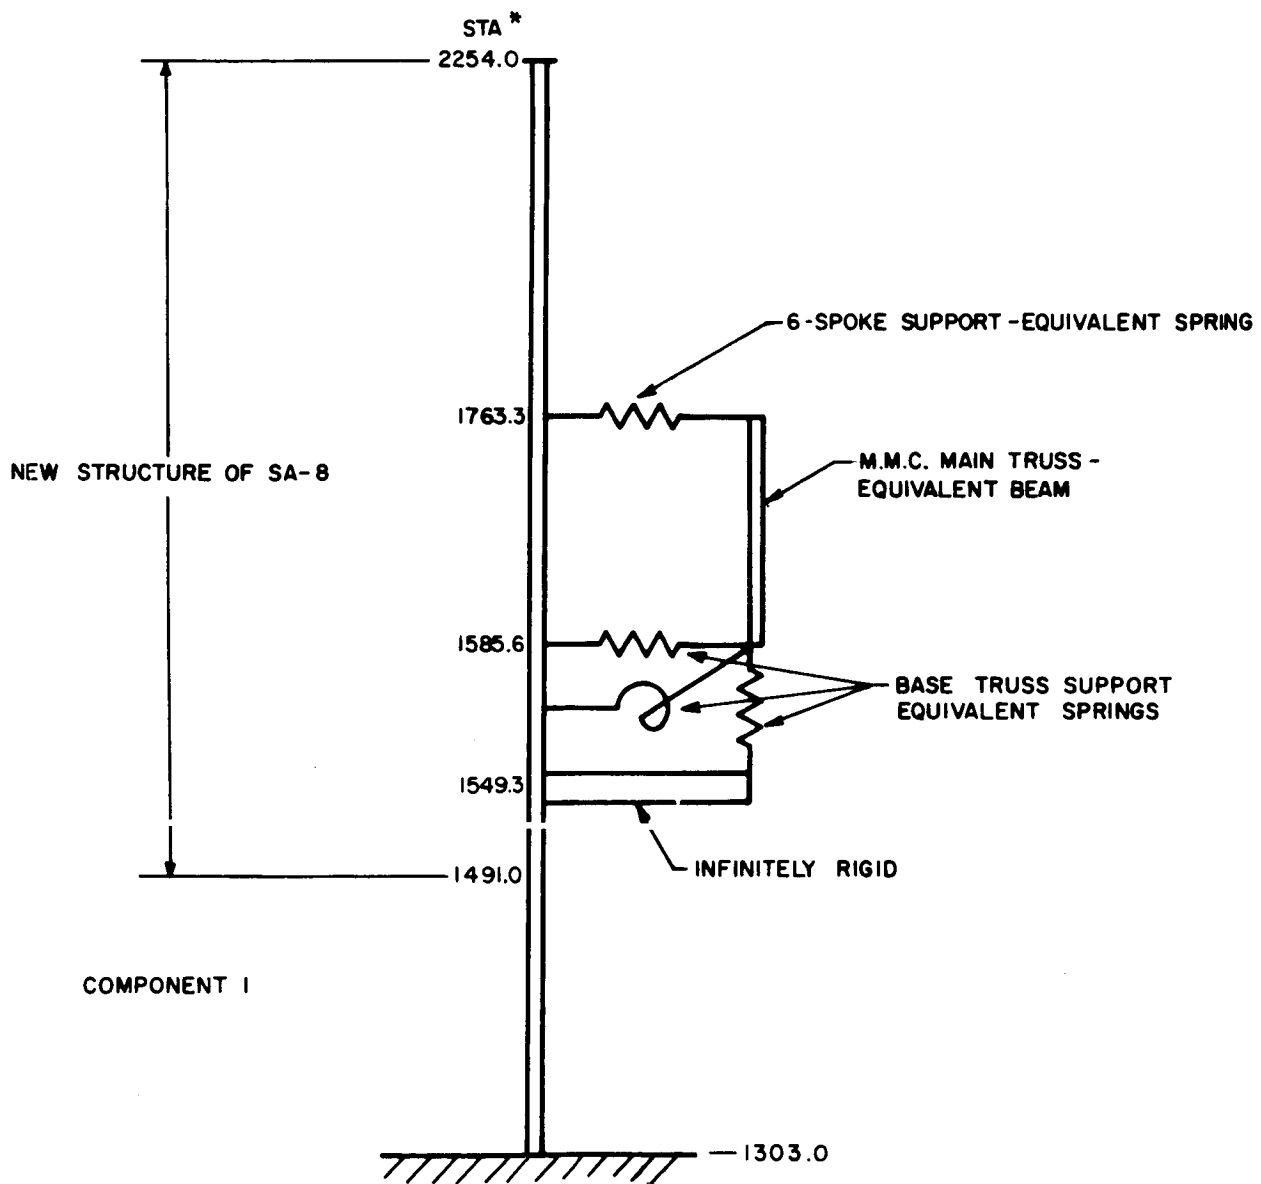 STA *
2254.0
6-SPOKE SUPPORT-EQUIVALENT SPRING
1763.3
NEW STRUCTURE OF SA-8
M.M.C. MAIN TRUSS-
EQUIVALENT BEAM
1585.6
BASE TRUSS SUPPORT
EQUIVALENT SPRINGS
1549.3
INFINITELY RIGID
1491.0
COMPONENT I
1303.0